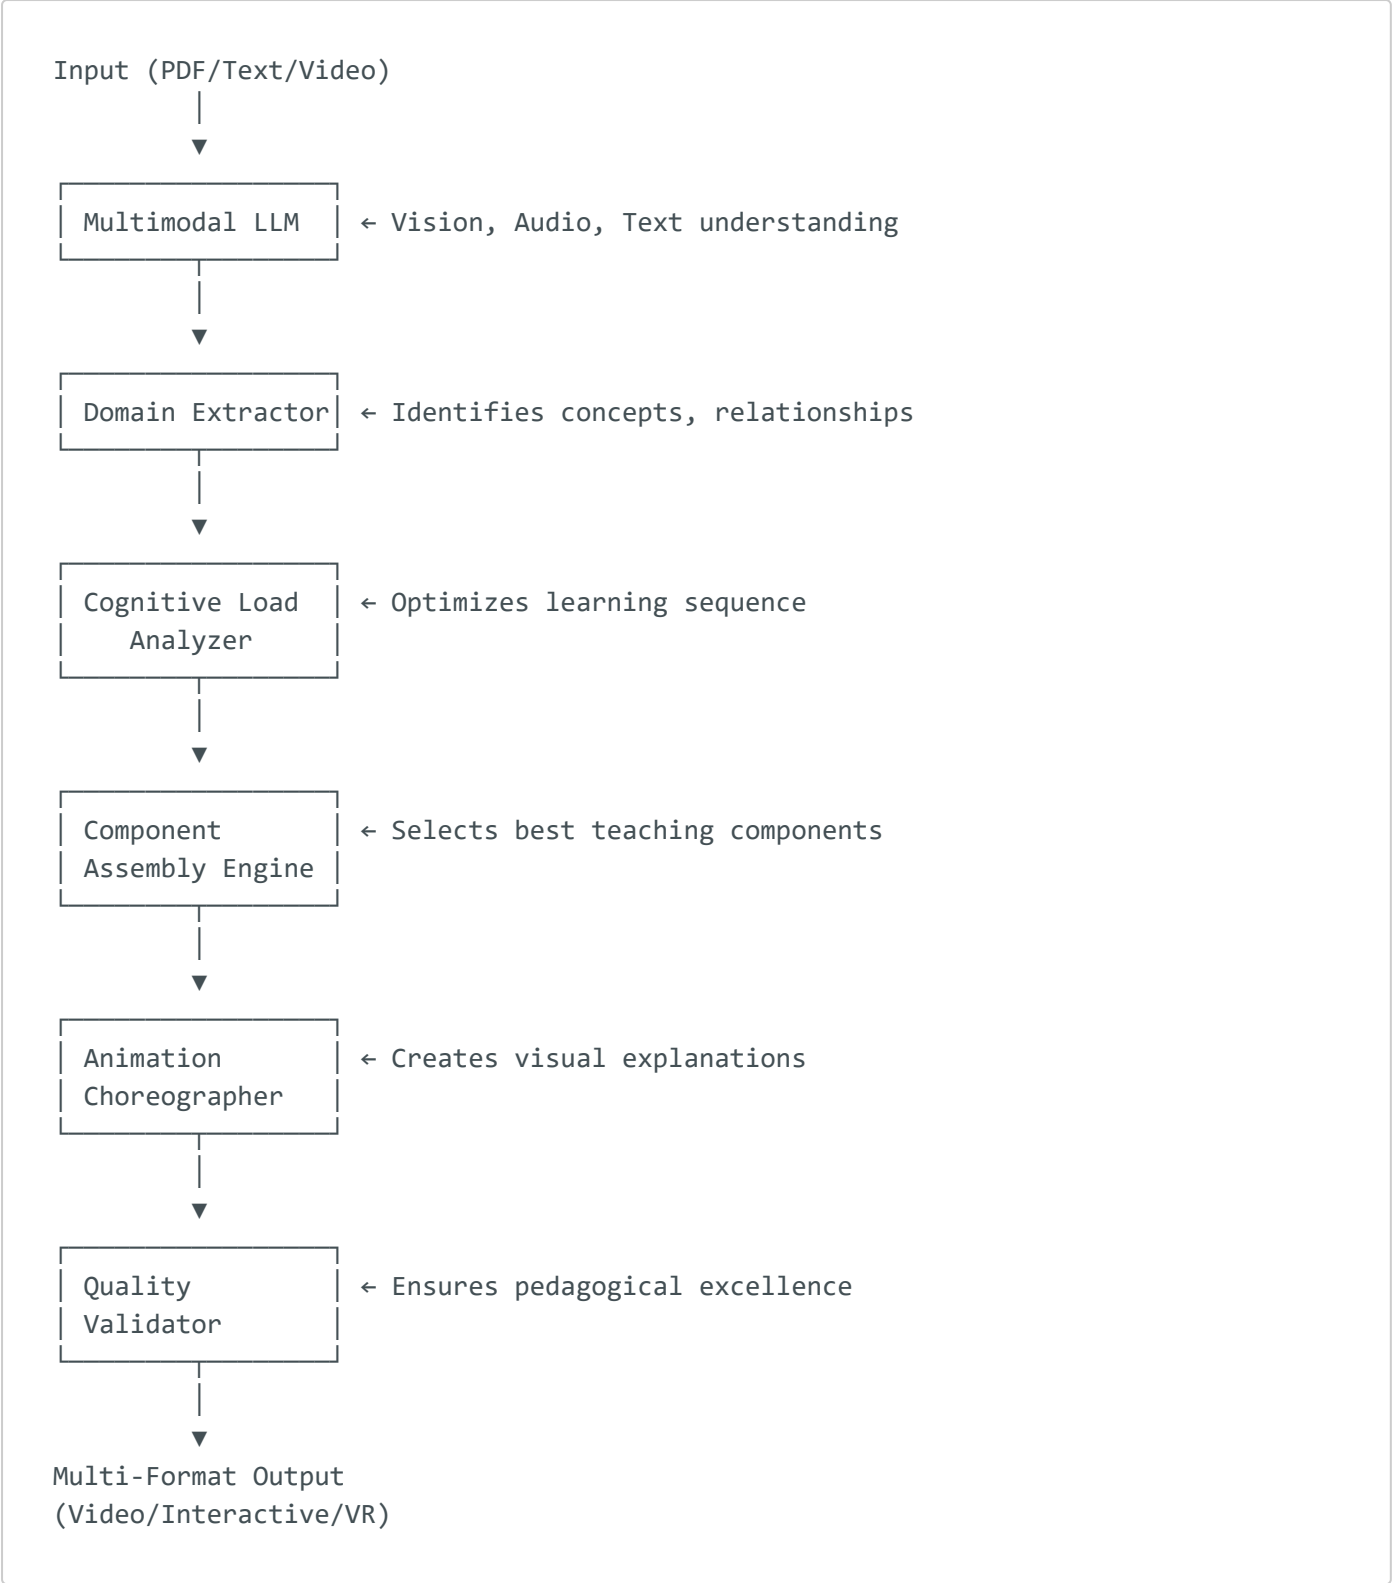 Input (PDF/Text/Video)
Multimodal LLM ← Vision, Audio, Text understanding
Domain Extractor ← Identifies concepts, relationships
Cognitive Load ← Optimizes learning sequence
Analyzer
Component ← Selects best teaching components
Assembly Engine
Animation ← Creates visual explanations
Choreographer
Quality ← Ensures pedagogical excellence
Validator
Multi-Format Output
(Video/Interactive/VR)